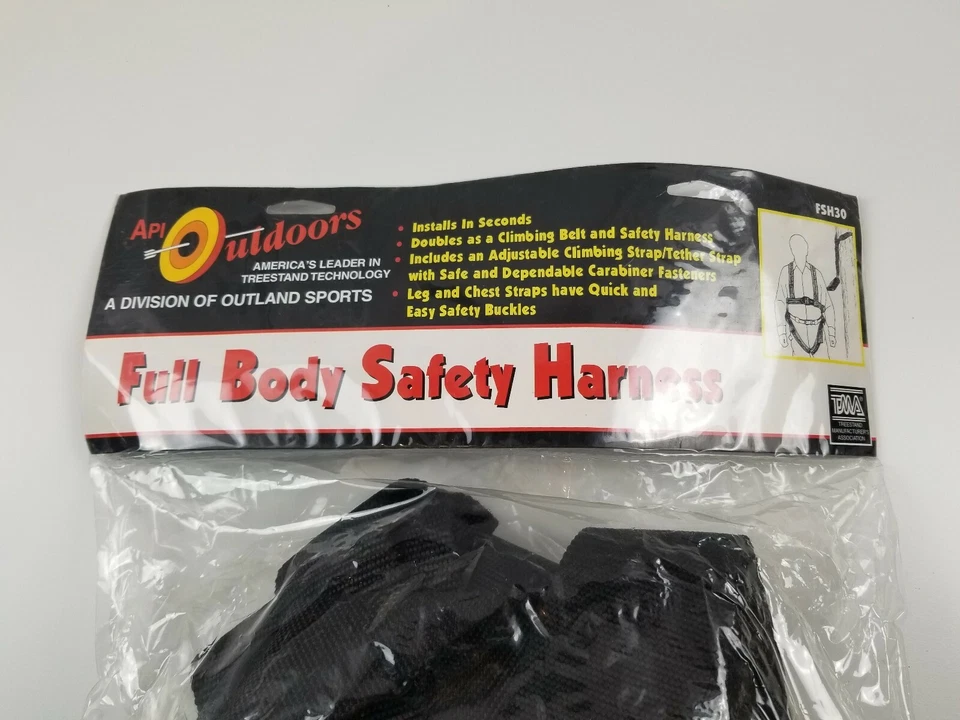 API Outdoors
AMERICA'S LEADER IN
TREESTAND TECHNOLOGY
A DIVISION OF OUTLAND SPORTS
• Installs In Seconds
• Doubles as a Climbing Belt and Safety Harness
• Includes an Adjustable Climbing Strap/Tether Strap
with Safe and Dependable Carabiner Fasteners
• Leg and Chest Straps have Quick and
Easy Safety Buckles
FSH30
Full Body Safety Harness
TMA
TREESTAND
MANUFACTURER'S
ASSOCIATION